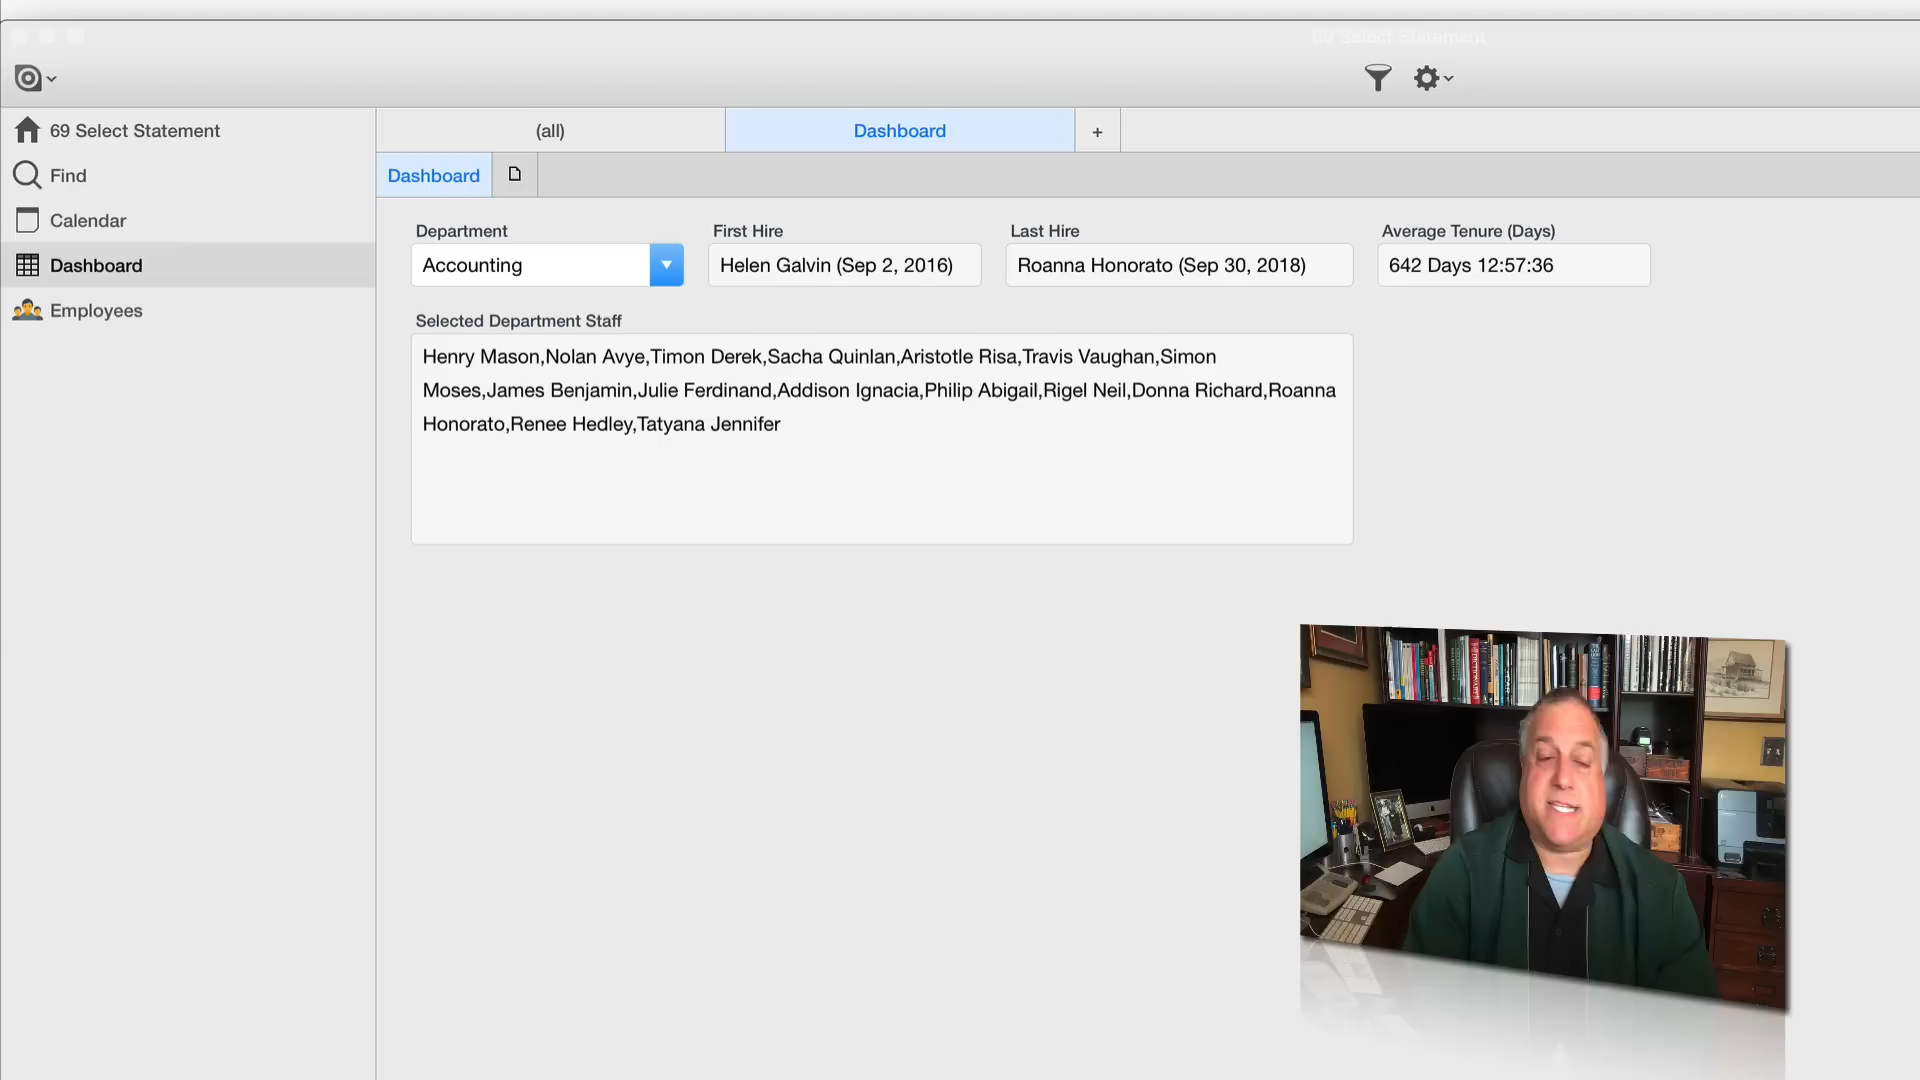 69 Select Statement
69 Select Statement
(all)
Dashboard
+
Find
Dashboard
Calendar
Department
First Hire
Last Hire
Average Tenure (Days)
Dashboard
Accounting
Helen Galvin (Sep 2, 2016)
Roanna Honorato (Sep 30, 2018)
642 Days 12:57:36
Employees
Selected Department Staff
Henry Mason,Nolan Avye,Timon Derek,Sacha Quinlan,Aristotle Risa,Travis Vaughan,Simon
Moses,James Benjamin,Julie Ferdinand,Addison Ignacia,Philip Abigail,Rigel Neil,Donna Richard,Roanna
Honorato,Renee Hedley,Tatyana Jennifer